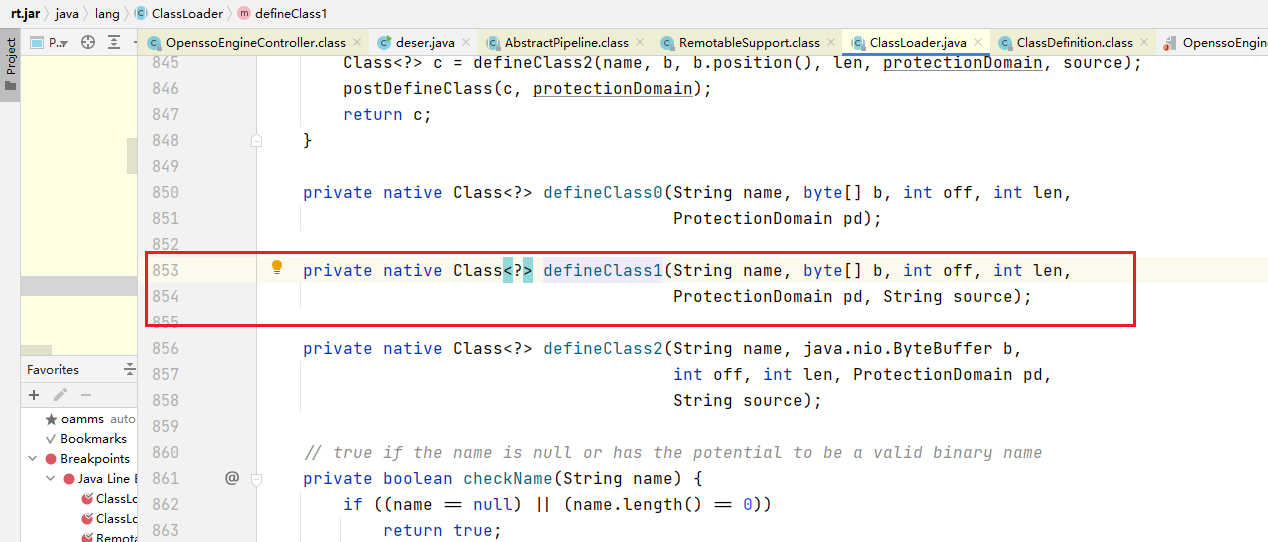 rt.jar java lang ClassLoader defineClass1
Project
P..
OpenssoEngineController.class deser.java AbstractPipeline.class RemotableSupport.class ClassLoader.java ClassDefinition.class OpenssoEngin
845 Class<?> c = defineClass2(name, b, b.position(), len, protectionDomain, source);
846 postDefineClass(c, protectionDomain);
847 return c;
848 }
849
850 private native Class<?> defineClass0(String name, byte[] b, int off, int len,
851 ProtectionDomain pd);
852
853 private native Class<?> defineClass1(String name, byte[] b, int off, int len,
854 ProtectionDomain pd, String source);
855
856 private native Class<?> defineClass2(String name, java.nio.ByteBuffer b,
857 int off, int len, ProtectionDomain pd,
858 String source);
859
860 // true if the name is null or has the potential to be a valid binary name
861 @ private boolean checkName(String name) {
862 if ((name == null) || (name.length() == 0))
863 return true;
Favorites
oamms auto
Bookmarks
Breakpoints
Java Line B
ClassLo
ClassLo
Remota